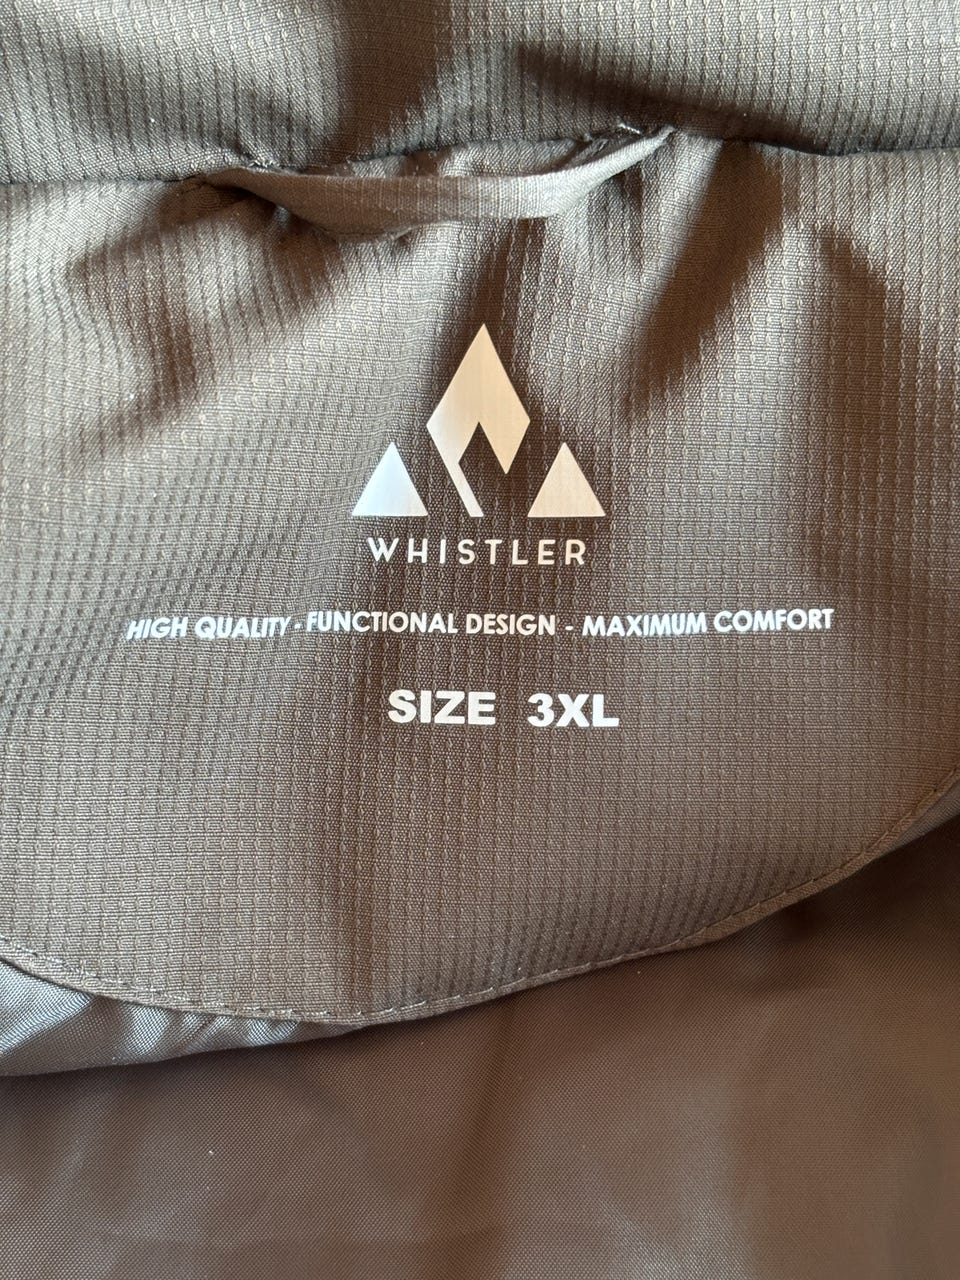 WHISTLER
HIGH QUALITY - FUNCTIONAL DESIGN - MAXIMUM COMFORT
SIZE 3XL